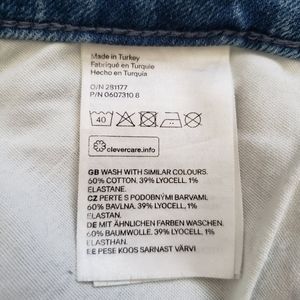 Made in Turkey
Fabriqué en Turquie
Hecho en Turquía
O/N 281177
P/N 0607310 8
40
clevercare.info
GB WASH WITH SIMILAR COLOURS.
60% COTTON, 39% LYOCELL, 1%
ELASTANE.
CZ PERTE S PODOBNÝMI BARVAMI.
60% BAVLNA, 39% LYOCELL, 1%
ELASTAN.
DE MIT ÄHNLICHEN FARBEN WASCHEN.
60% BAUMWOLLE, 39% LYOCELL, 1%
ELASTAN.
EE PESE KOOS SARNAST VÄRVI